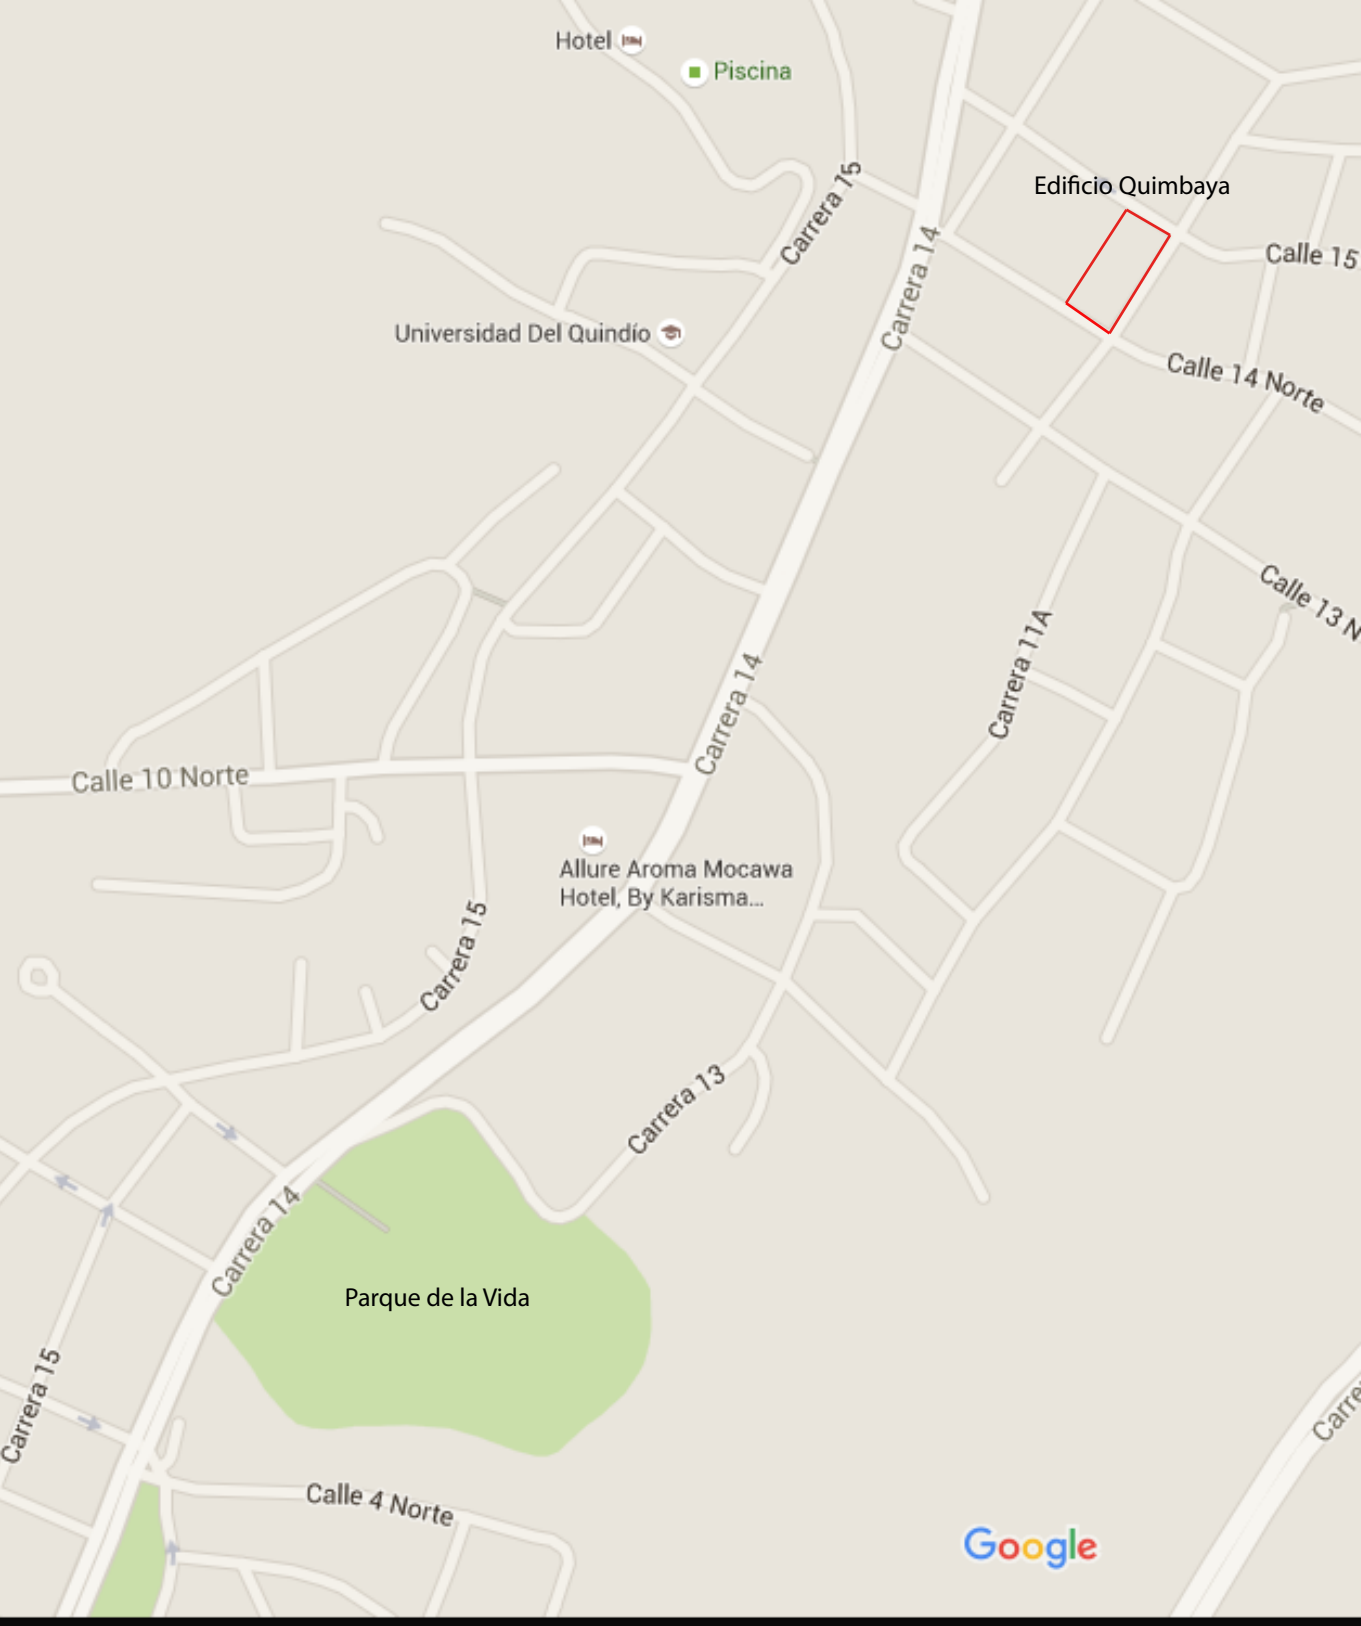 Hotel
Piscina
Carrera 15
Edificio Quimbaya
Carrera 14
Calle 15
Universidad Del Quindío
Calle 14 Norte
Calle 13 N
Carrera 11A
Carrera 14
Calle 10 Norte
Allure Aroma Mocawa
Hotel, By Karisma...
Carrera 15
Carrera 13
Carrera 14
Parque de la Vida
Carrera 15
Carre
Calle 4 Norte
Google